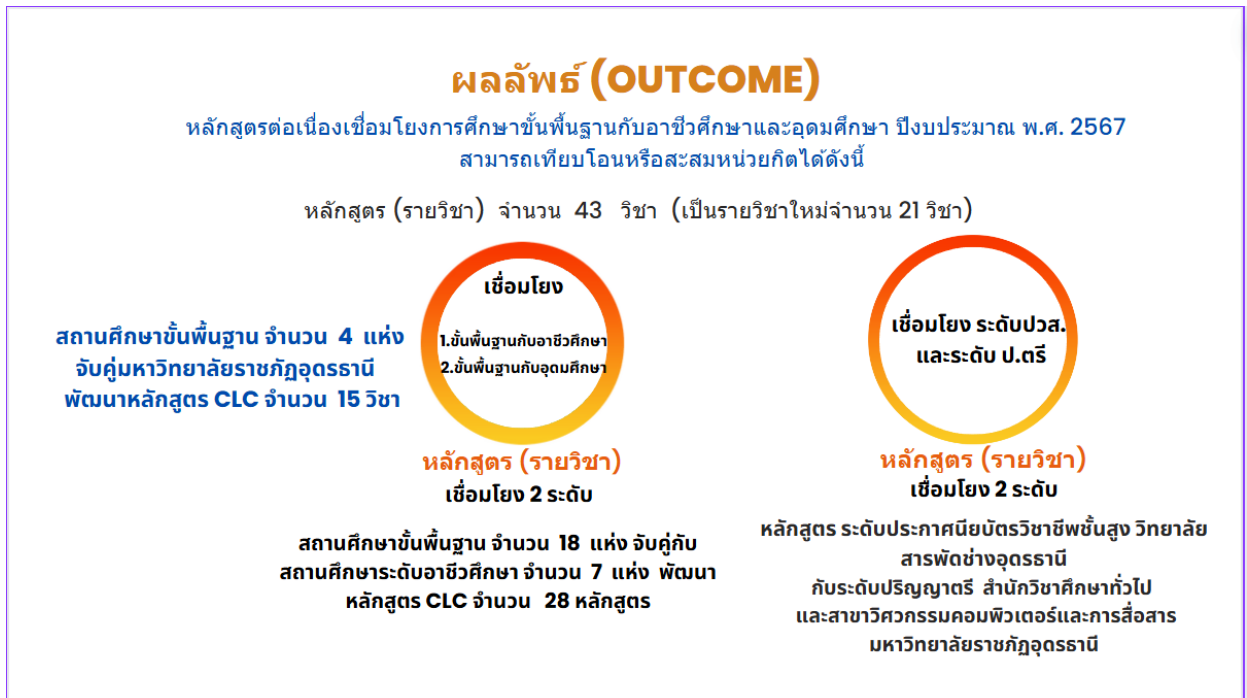 ผลลัพธ์ (OUTCOME)
หลักสูตรต่อเนื่องเชื่อมโยงการศึกษาขั้นพื้นฐานกับอาชีวศึกษาและอุดมศึกษา ปีงบประมาณ พ.ศ. 2567
สามารถเทียบโอนหรือสะสมหน่วยกิตได้ดังนี้
หลักสูตร (รายวิชา) จำนวน 43 วิชา (เป็นรายวิชาใหม่จำนวน 21 วิชา)
สถานศึกษาขั้นพื้นฐาน จำนวน 4 แห่ง
จับคู่มหาวิทยาลัยราชภัฏอุดรธานี
พัฒนาหลักสูตร CLC จำนวน 15 วิชา
เชื่อมโยง
1.ขั้นพื้นฐานกับอาชีวศึกษา
2.ขั้นพื้นฐานกับอุดมศึกษา
หลักสูตร (รายวิชา)
เชื่อมโยง 2 ระดับ
สถานศึกษาขั้นพื้นฐาน จำนวน 18 แห่ง จับคู่กับ
สถานศึกษาระดับอาชีวศึกษา จำนวน 7 แห่ง พัฒนา
หลักสูตร CLC จำนวน 28 หลักสูตร
เชื่อมโยง ระดับปวส.
และระดับ ป.ตรี
หลักสูตร (รายวิชา)
เชื่อมโยง 2 ระดับ
หลักสูตร ระดับประกาศนียบัตรวิชาชีพชั้นสูง วิทยาลัย
สารพัดช่างอุดรธานี
กับระดับปริญญาตรี สำนักวิชาศึกษาทั่วไป
และสาขาวิศวกรรมคอมพิวเตอร์และการสื่อสาร
มหาวิทยาลัยราชภัฏอุดรธานี